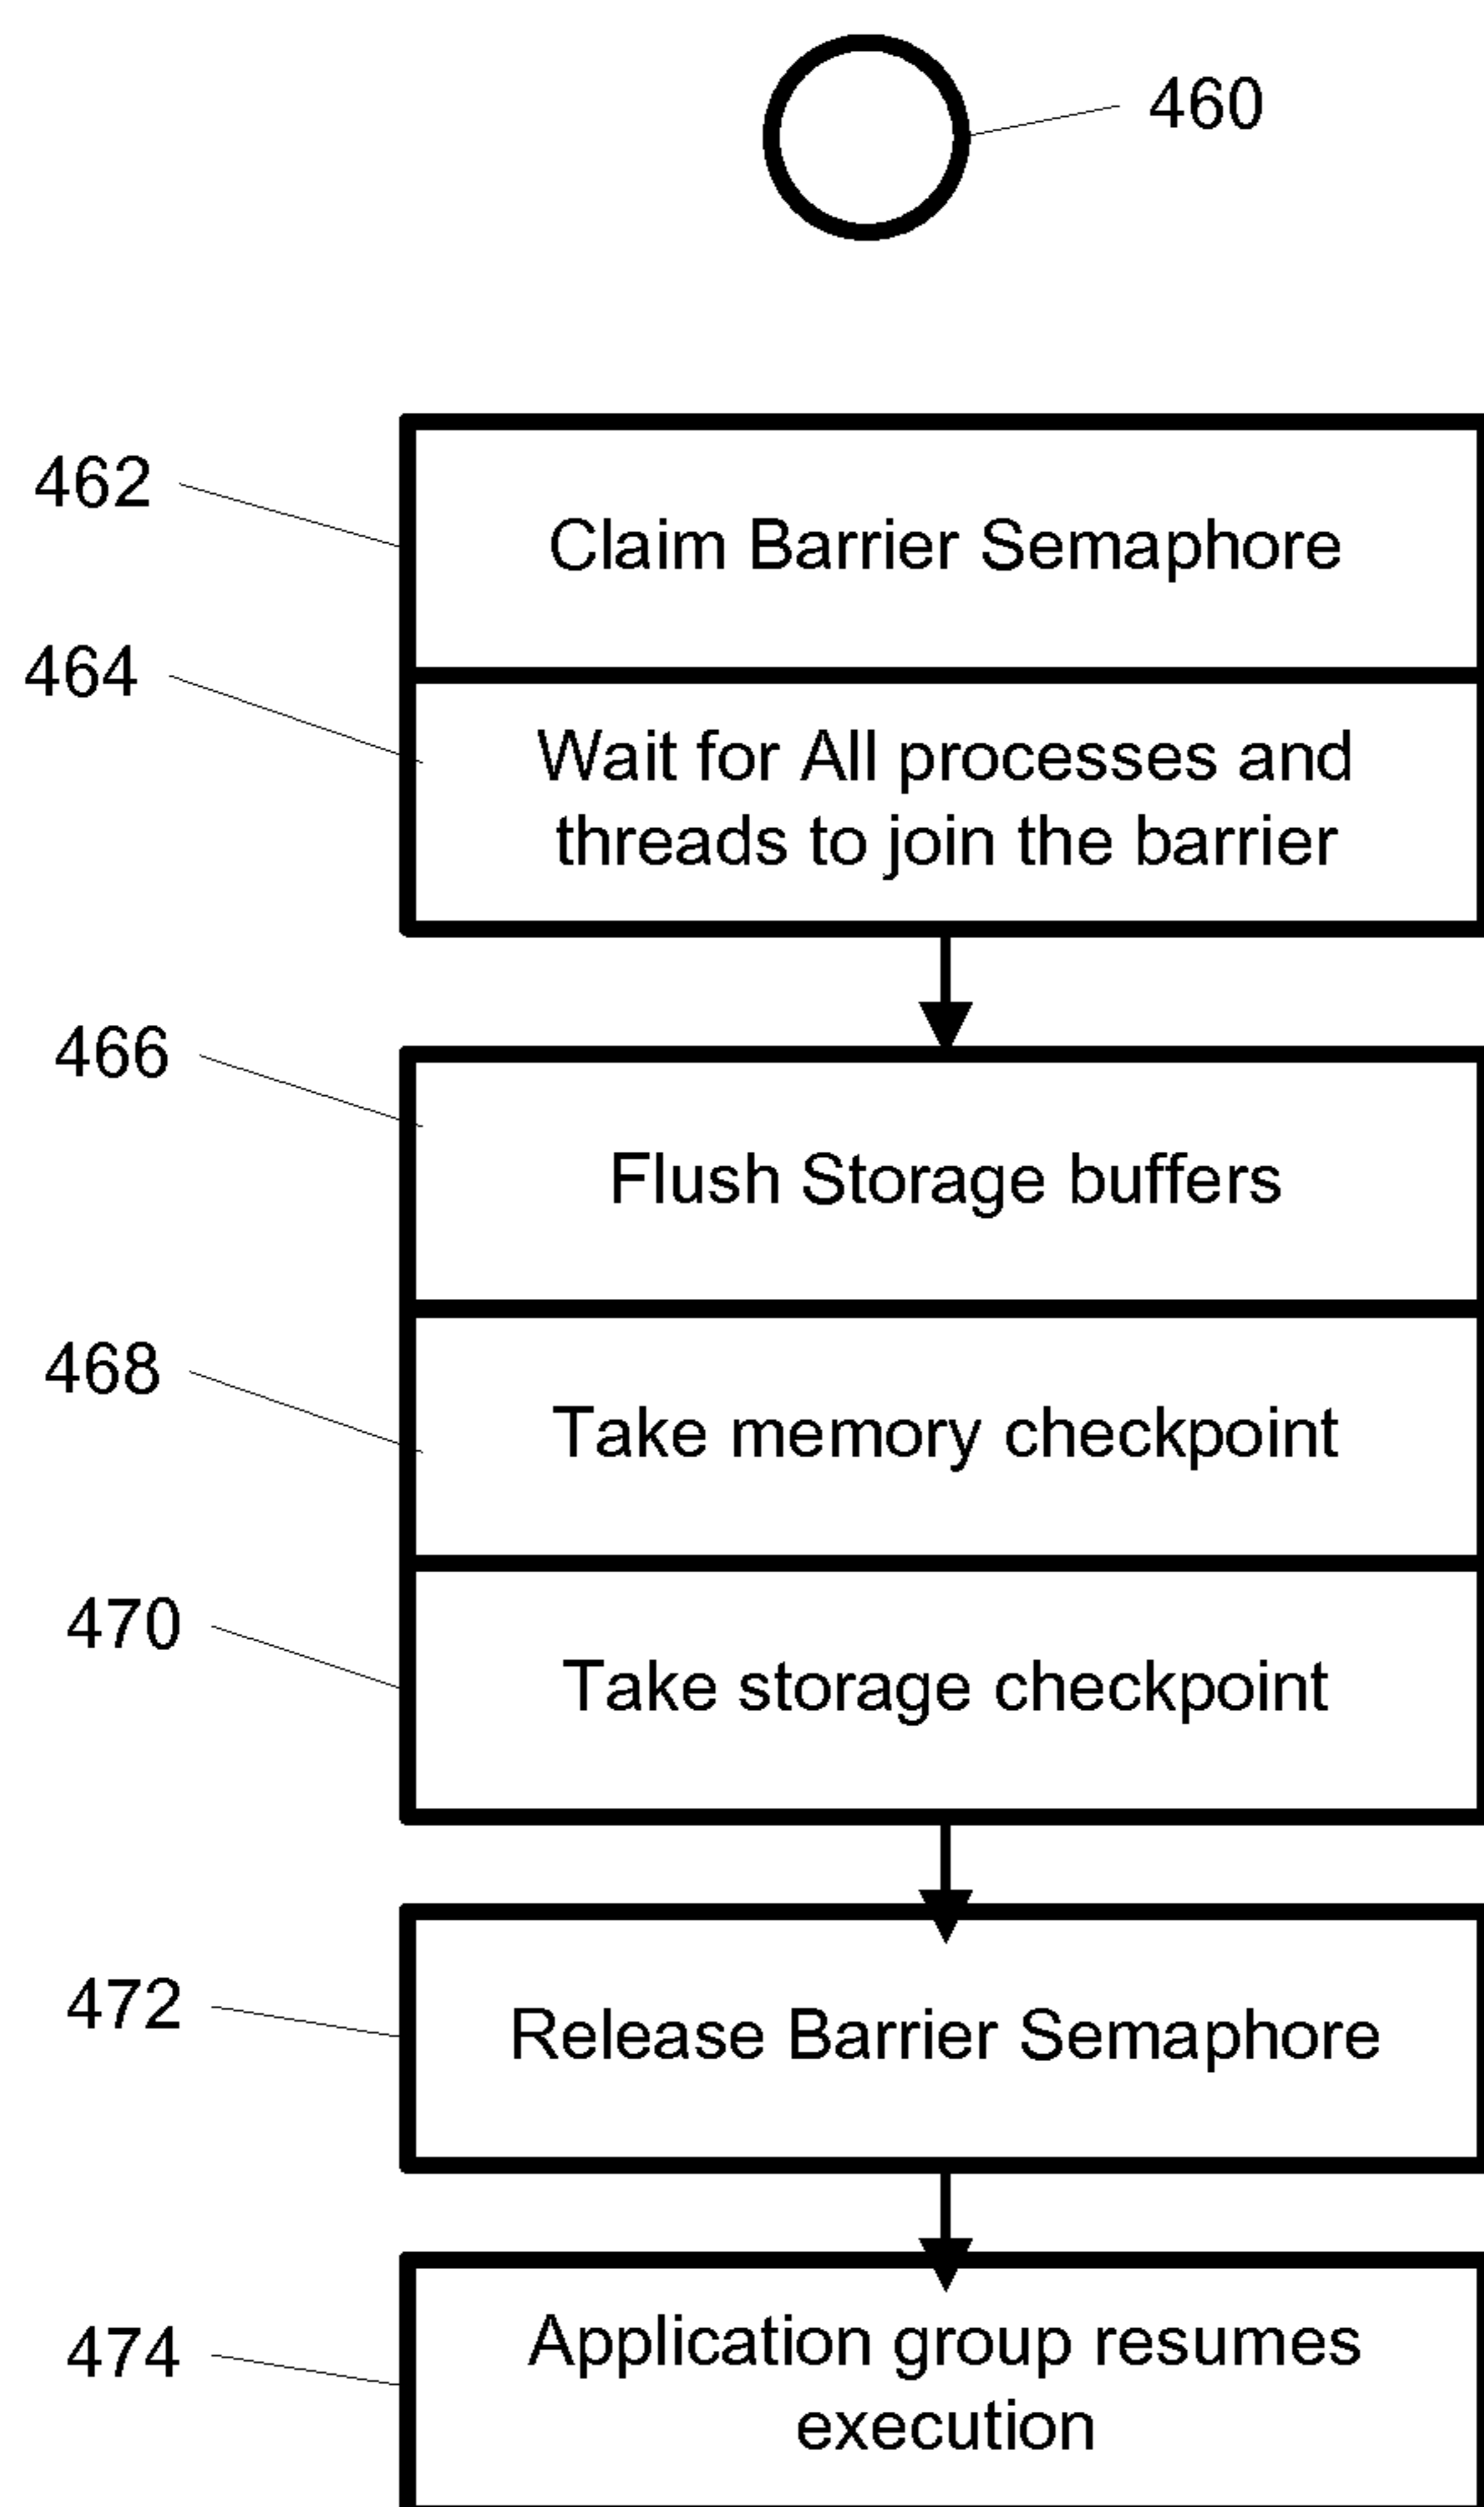 460
462
Claim Barrier Semaphore
464
Wait for All processes and
threads to join the barrier
466
Flush Storage buffers
468
Take memory checkpoint
470
Take storage checkpoint
472
Release Barrier Semaphore
474
Application group resumes
execution